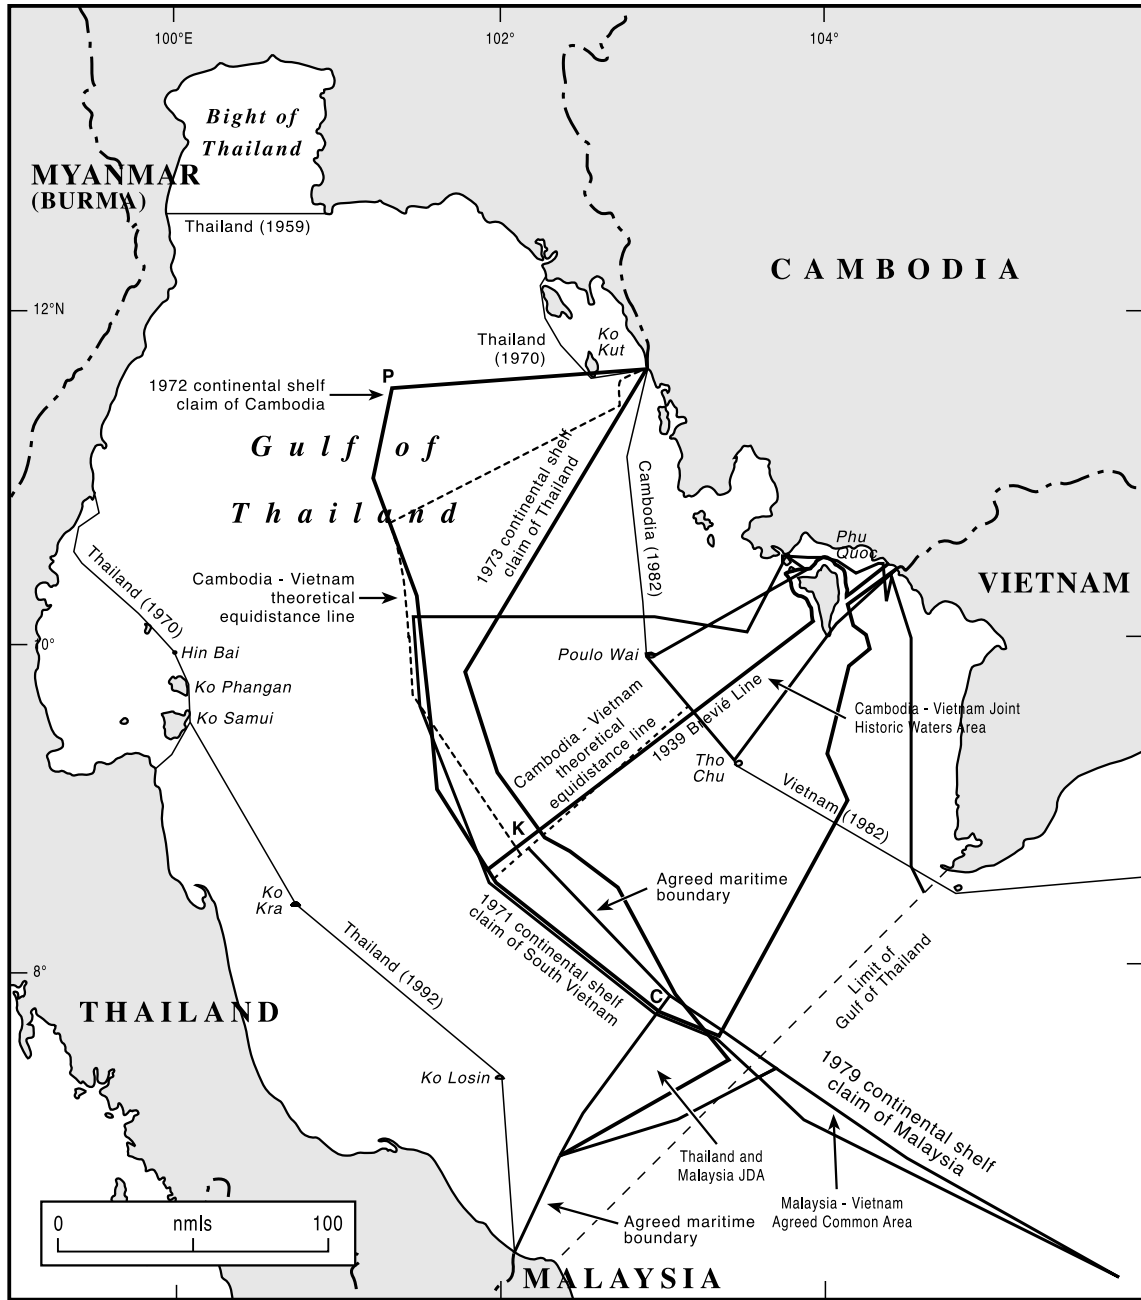 100°E
102°
104°
Bight of
Thailand
MYANMAR
(BURMA)
Thailand (1959)
CAMBODIA
12°N
Thailand
(1970)
Ko
Kut
P
1972 continental shelf
claim of Cambodia
Gulf of
Thailand
1973 continental shelf
claim of Thailand
Cambodia (1982)
Phu
Quoc
VIETNAM
Cambodia - Vietnam
theoretical
equidistance line
Thailand (1970)
10°
Hin Bai
Poulo Wai
Ko Phangan
Ko Samui
Cambodia - Vietnam
theoretical
equidistance line
1939 Brevié Line
Cambodia - Vietnam Joint
Historic Waters Area
Tho
Chu
Vietnam (1982)
K
Ko
Kra
Agreed maritime
boundary
1971 continental shelf
claim of South Vietnam
Thailand (1992)
Limit of
Gulf of Thailand
8°
C
THAILAND
Ko Losin
1979 continental shelf
claim of Malaysia
Thailand and
Malaysia JDA
Malaysia - Vietnam
Agreed Common Area
0 nmls 100
Agreed maritime
boundary
MALAYSIA